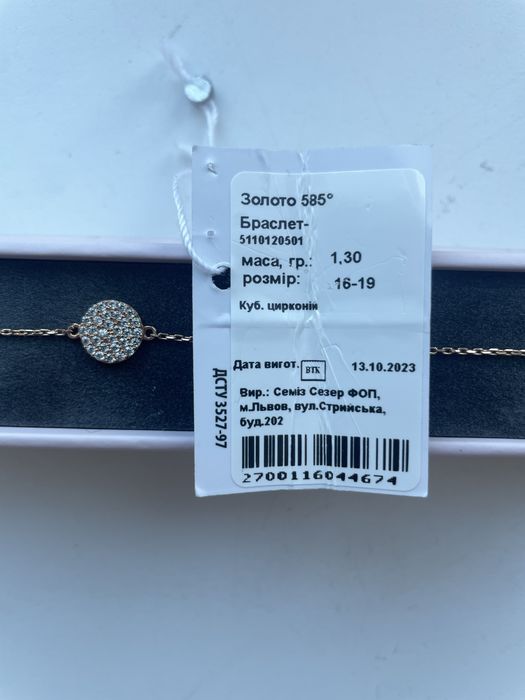 Золото 585°
Браслет-
5110120501
маса, гр.: 1,30
розмір: 16-19
Куб. цирконій
Дата вигот. ВТК 13.10.2023
Вир.: Семіз Сезер ФОП,
м.Львов, вул.Стрийська,
буд.202
2700116044674
ДСТУ 3527-97